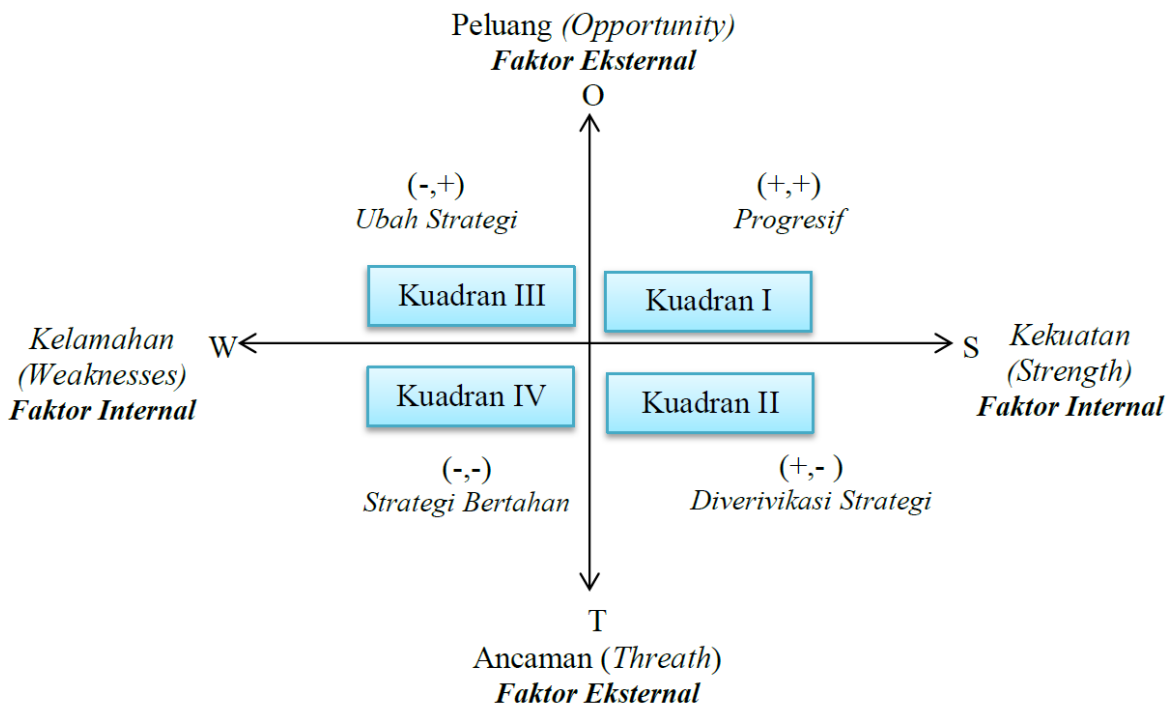 Peluang (Opportunity)
Faktor Eksternal
O
(-,+)
Ubah Strategi
(+,+)
Progresif
Kuadran III
Kuadran I
Kelamahan
(Weaknesses)
Faktor Internal
W
S
Kekuatan
(Strength)
Faktor Internal
Kuadran IV
Kuadran II
(-,-)
Strategi Bertahan
(+,- )
Diverivikasi Strategi
T
Ancaman (Threath)
Faktor Eksternal